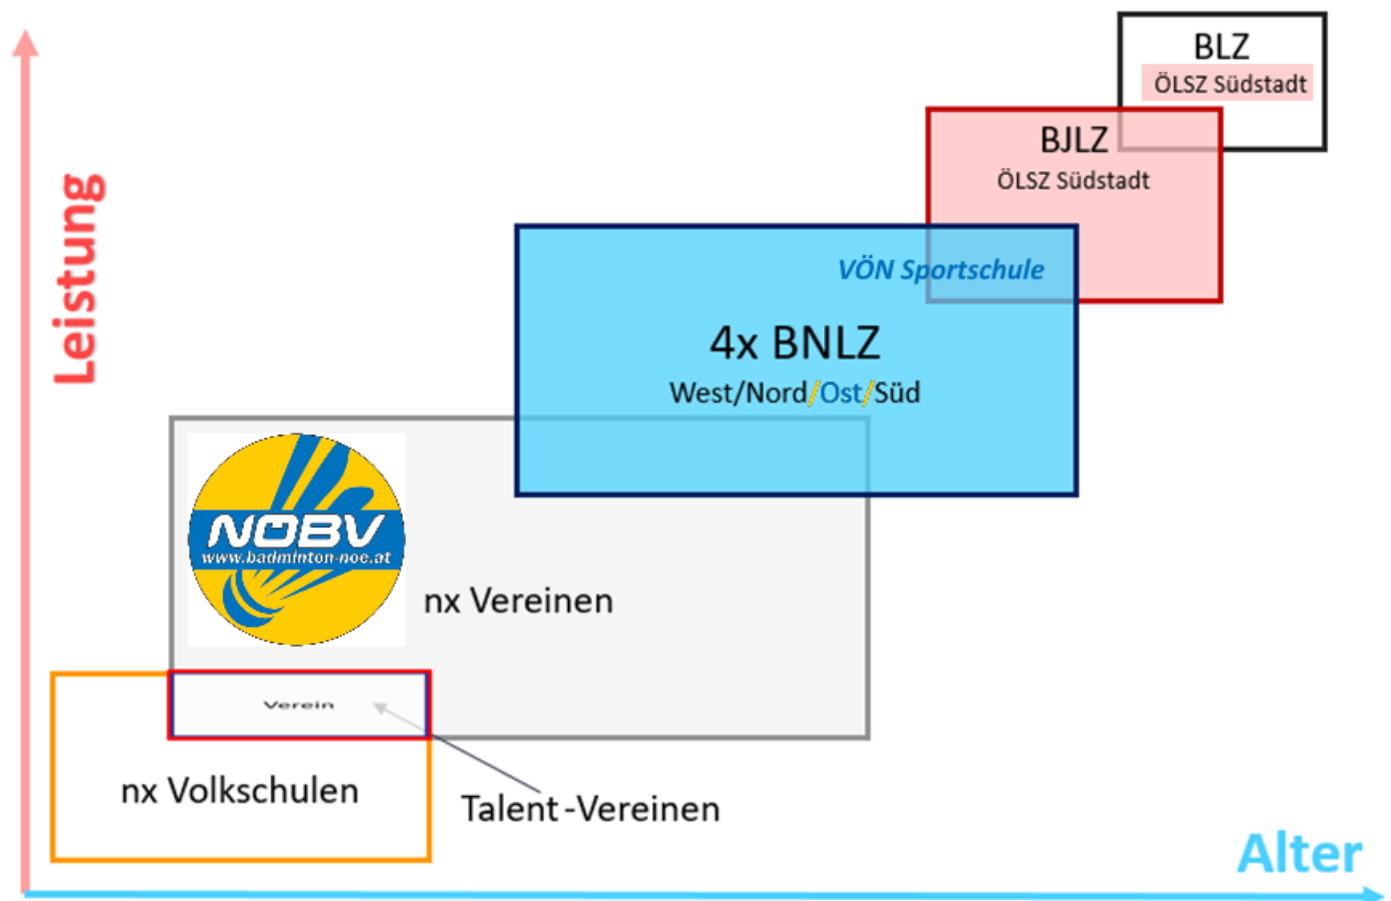 BLZ
ÖLSZ Südstadt
BJLZ
ÖLSZ Südstadt
Leistung
VÖN Sportschule
4x BNLZ
West/Nord/Ost/Süd
NÖBV
www.badminton-noe.at
nx Vereinen
Verein
nx Volkschulen
Talent-Vereinen
Alter